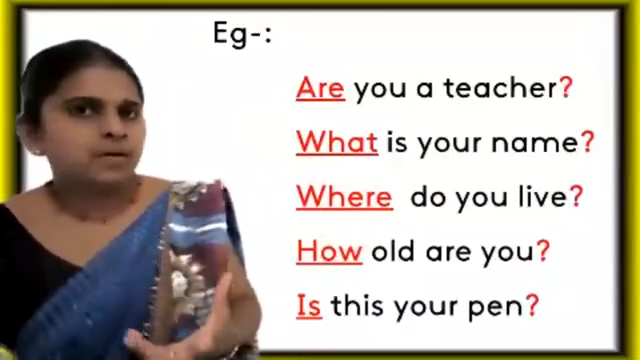 Eg-:
Are you a teacher?
What is your name?
Where do you live?
How old are you?
Is this your pen?